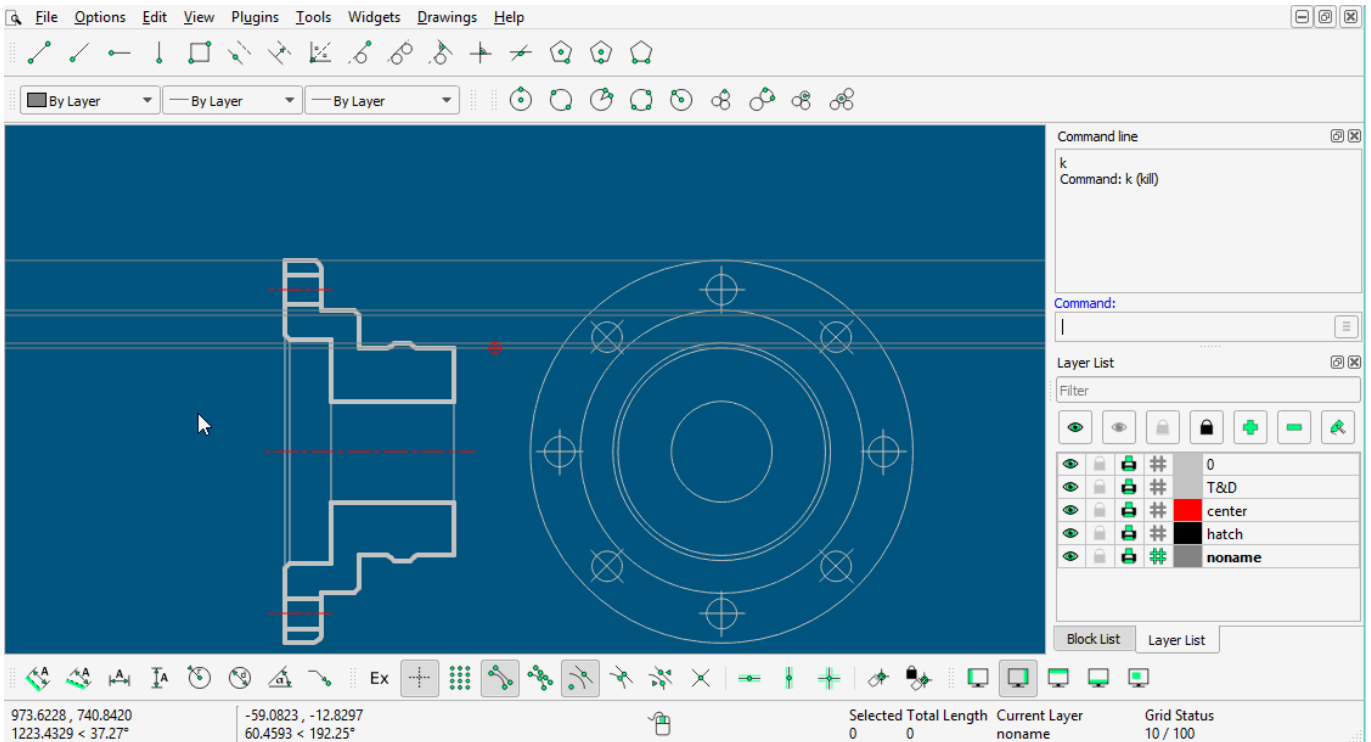 File Options Edit View Plugins Tools Widgets Drawings Help
By Layer By Layer By Layer
Command line
k
Command: k (kill)
Command:
Layer List
Filter
0
T&D
center
hatch
noname
Block List Layer List
Ex
973.6228 , 740.8420
1223.4329 < 37.27°
-59.0823 , -12.8297
60.4593 < 192.25°
Selected Total Length Current Layer Grid Status
0 0 noname 10 / 100